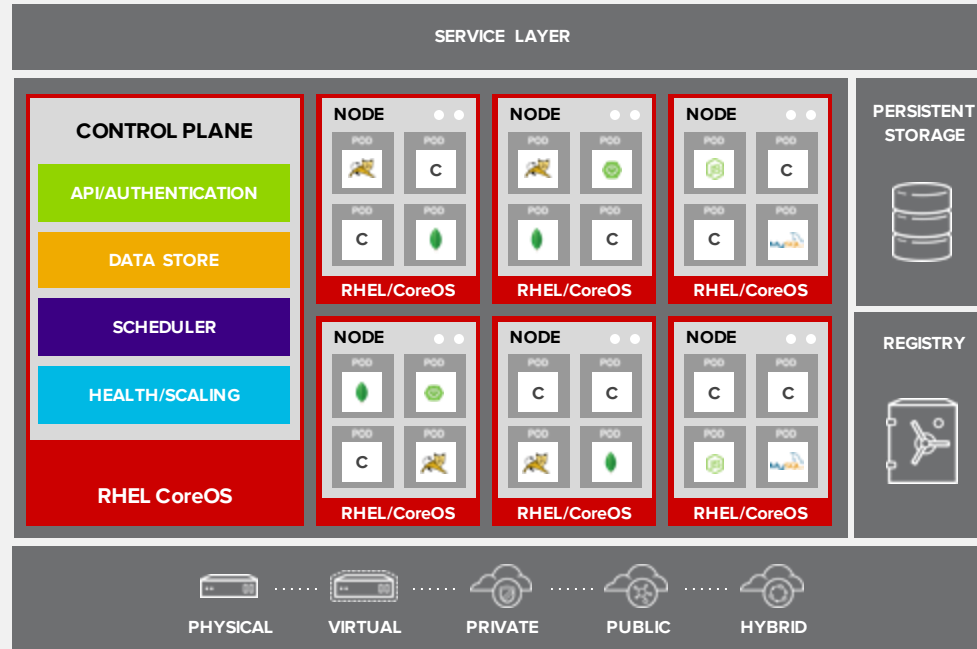 SERVICE LAYER
CONTROL PLANE
API/AUTHENTICATION
DATA STORE
SCHEDULER
HEALTH/SCALING
RHEL CoreOS
NODE
POD
POD
C
POD
POD
C
RHEL/CoreOS
NODE
POD
POD
POD
POD
C
RHEL/CoreOS
NODE
POD
POD
C
POD
POD
C
RHEL/CoreOS
NODE
POD
POD
POD
POD
C
RHEL/CoreOS
NODE
POD
POD
C
C
POD
POD
RHEL/CoreOS
NODE
POD
POD
C
C
POD
POD
RHEL/CoreOS
PERSISTENT
STORAGE
REGISTRY
PHYSICAL
VIRTUAL
PRIVATE
PUBLIC
HYBRID